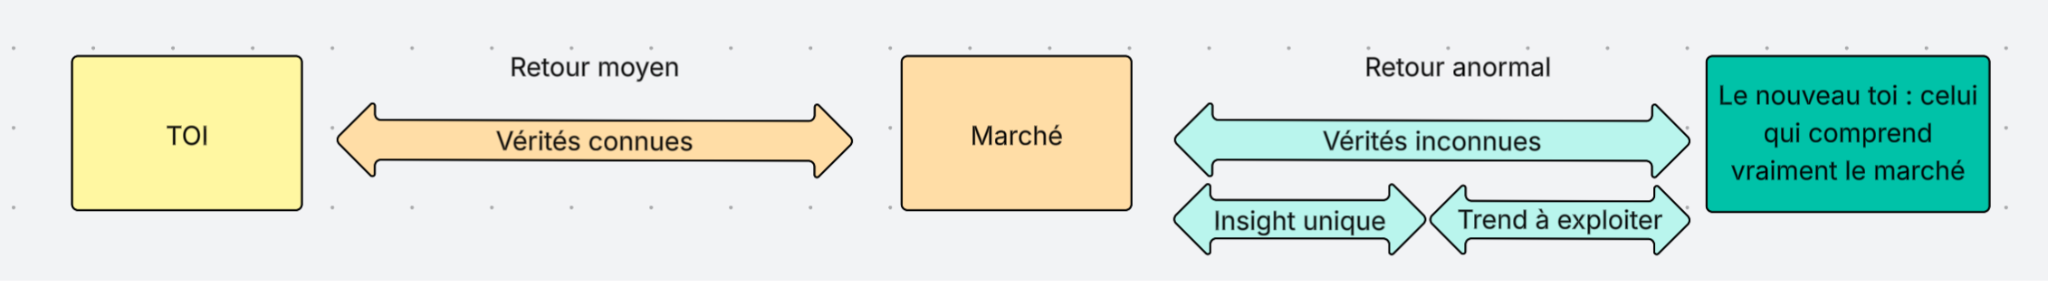 TOI
Retour moyen
Vérités connues
Marché
Retour anormal
Vérités inconnues
Insight unique
Trend à exploiter
Le nouveau toi : celui
qui comprend
vraiment le marché